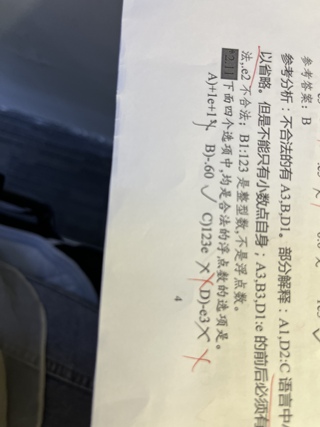 参考答案：B
参考分析：不合法的有 A3,B,D1。部分解释：A1,D2:C 语言中
以省略。但是不能只有小数点自身；A3,B3,D1:e 的前后必须有
法,.e2 不合法；B1:123 是整型数,不是浮点数。
2.11 下面四个选项中,均是合法的浮点数的选项是。
A)+1e+1 B)-.60 C)123e D)-e3
4